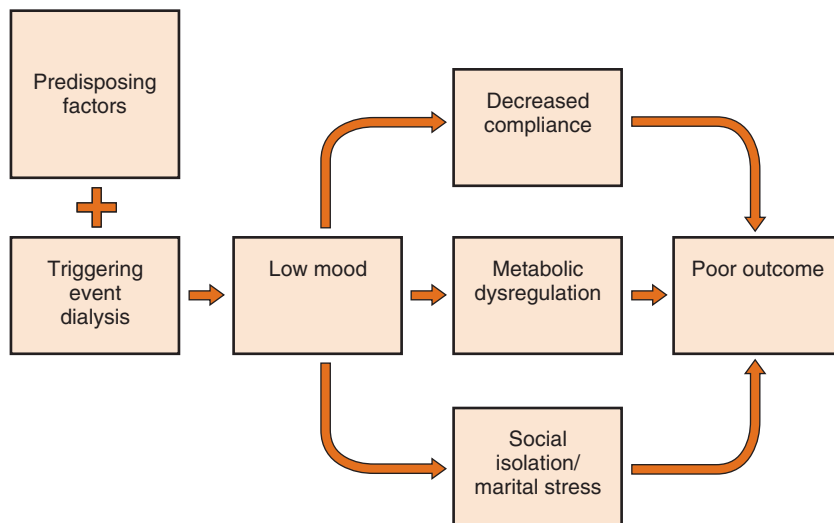 Predisposing
factors
Triggering
event
dialysis
Low mood
Decreased
compliance
Metabolic
dysregulation
Social
isolation/
marital stress
Poor outcome